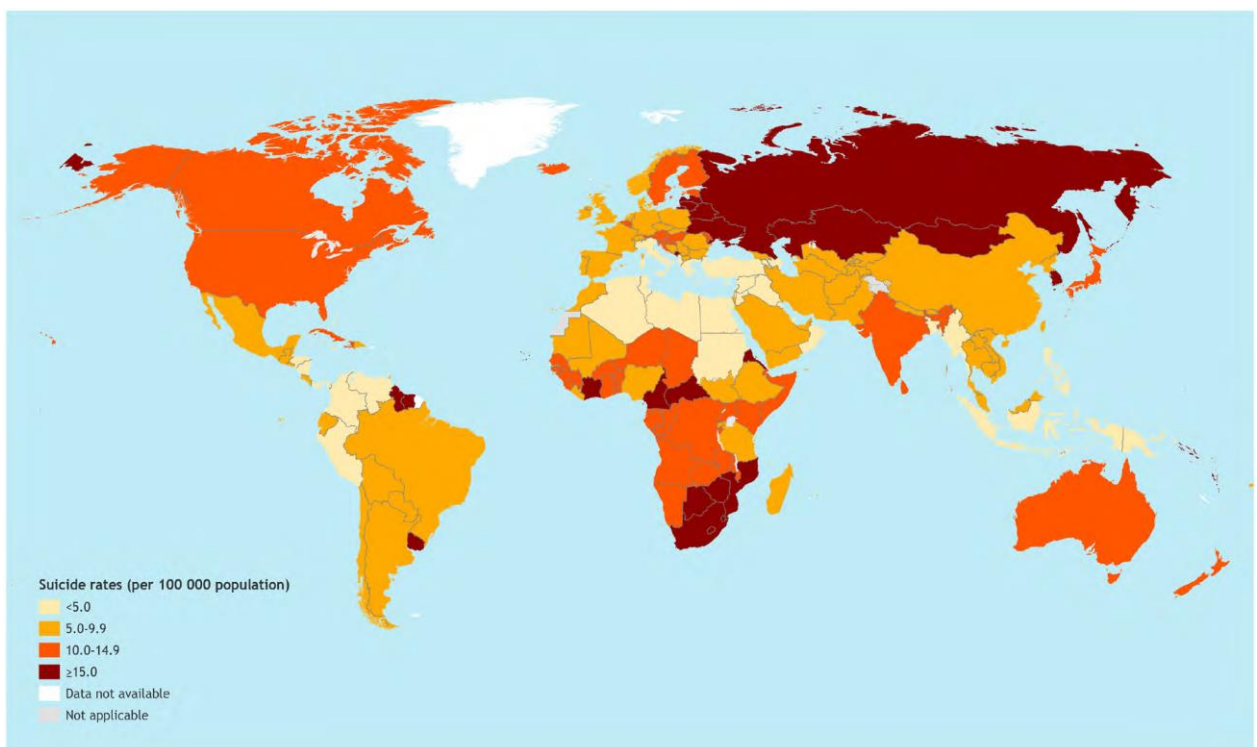 Suicide rates (per 100 000 population)
<5.0
5.0-9.9
10.0-14.9
≥15.0
Data not available
Not applicable